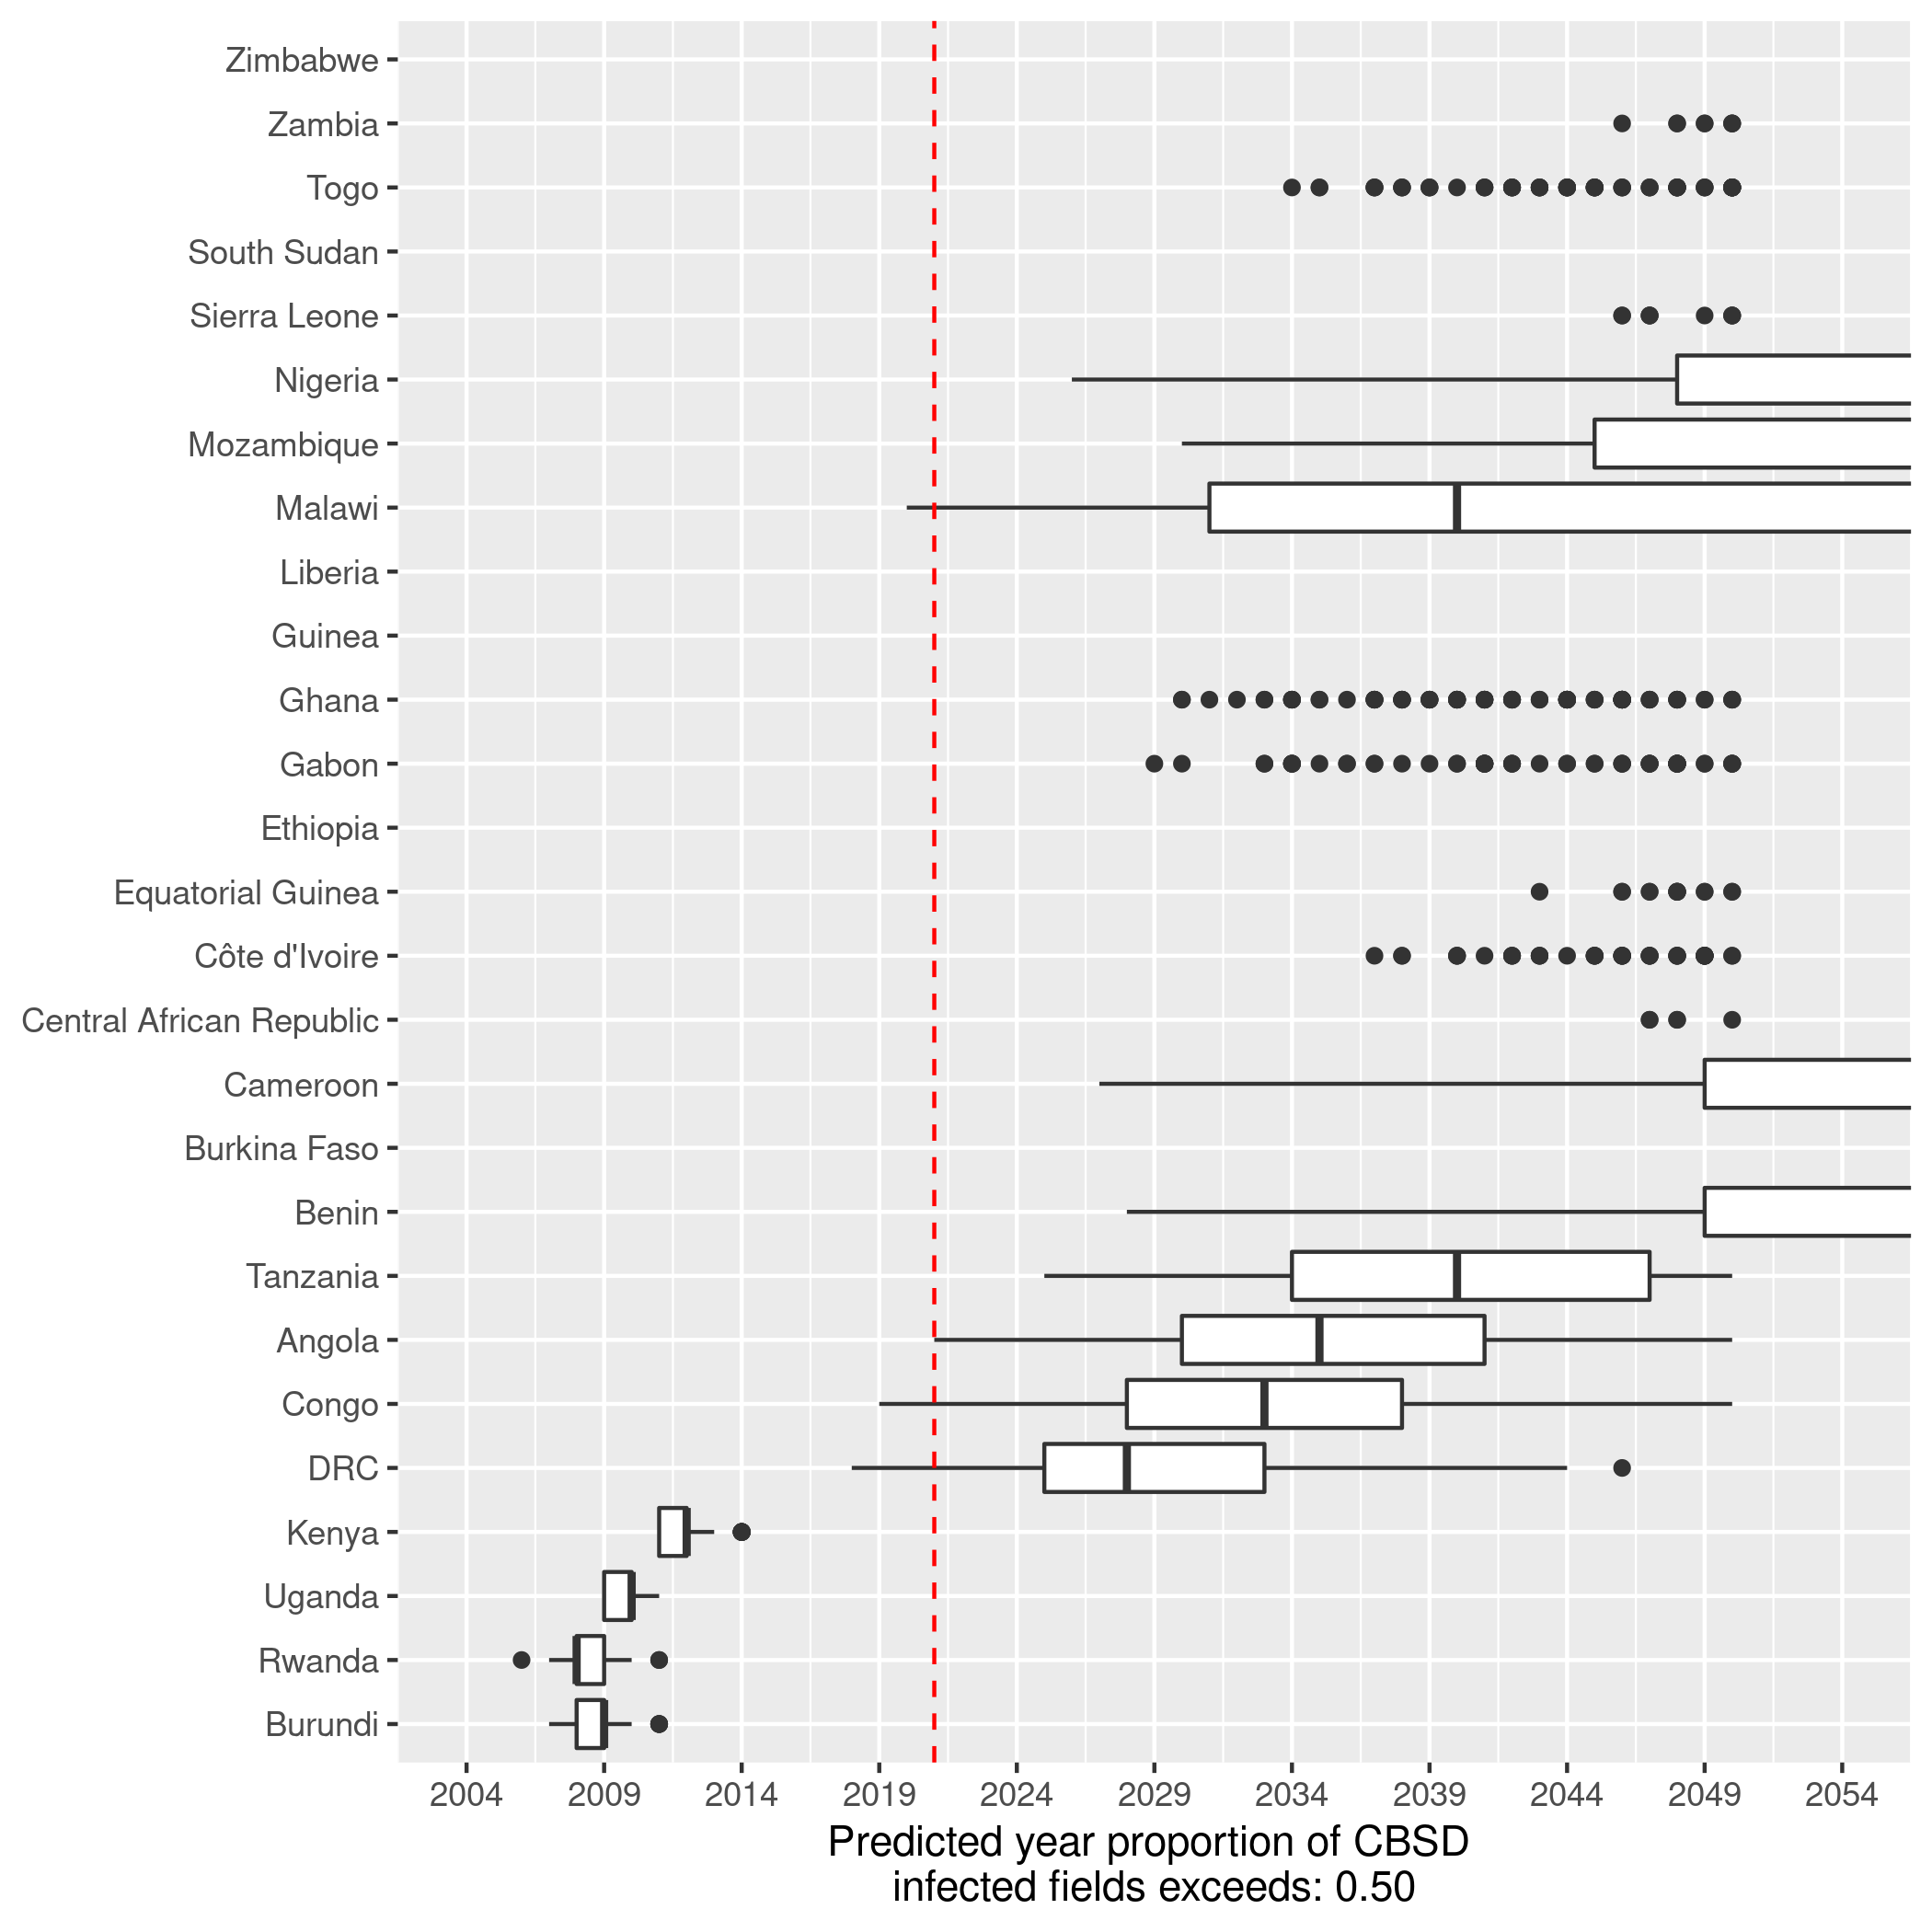 Zimbabwe
Zambia
Togo
South Sudan
Sierra Leone
Nigeria
Mozambique
Malawi
Liberia
Guinea
Ghana
Gabon
Ethiopia
Equatorial Guinea
Côte d'Ivoire
Central African Republic
Cameroon
Burkina Faso
Benin
Tanzania
Angola
Congo
DRC
Kenya
Uganda
Rwanda
Burundi
2004 2009 2014 2019 2024 2029 2034 2039 2044 2049 2054
Predicted year proportion of CBSD
infected fields exceeds: 0.50